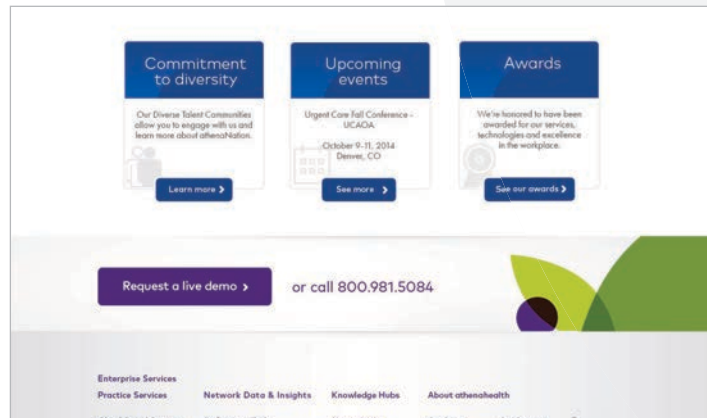 Commitment
to diversity
Our Diverse Talent Communities
allow you to engage with us and
learn more about athenaNation.
Learn more
Upcoming
events
Urgent Care Fall Conference -
UCAOA
October 9-11, 2014
Denver, CO
See more
Awards
We're honored to have been
awarded for our services,
technologies and excellence
in the workplace.
See our awards
Request a live demo
or call 800.981.5084
Enterprise Services
Practice Services
Network Data & Insights
Knowledge Hubs
About athenahealth